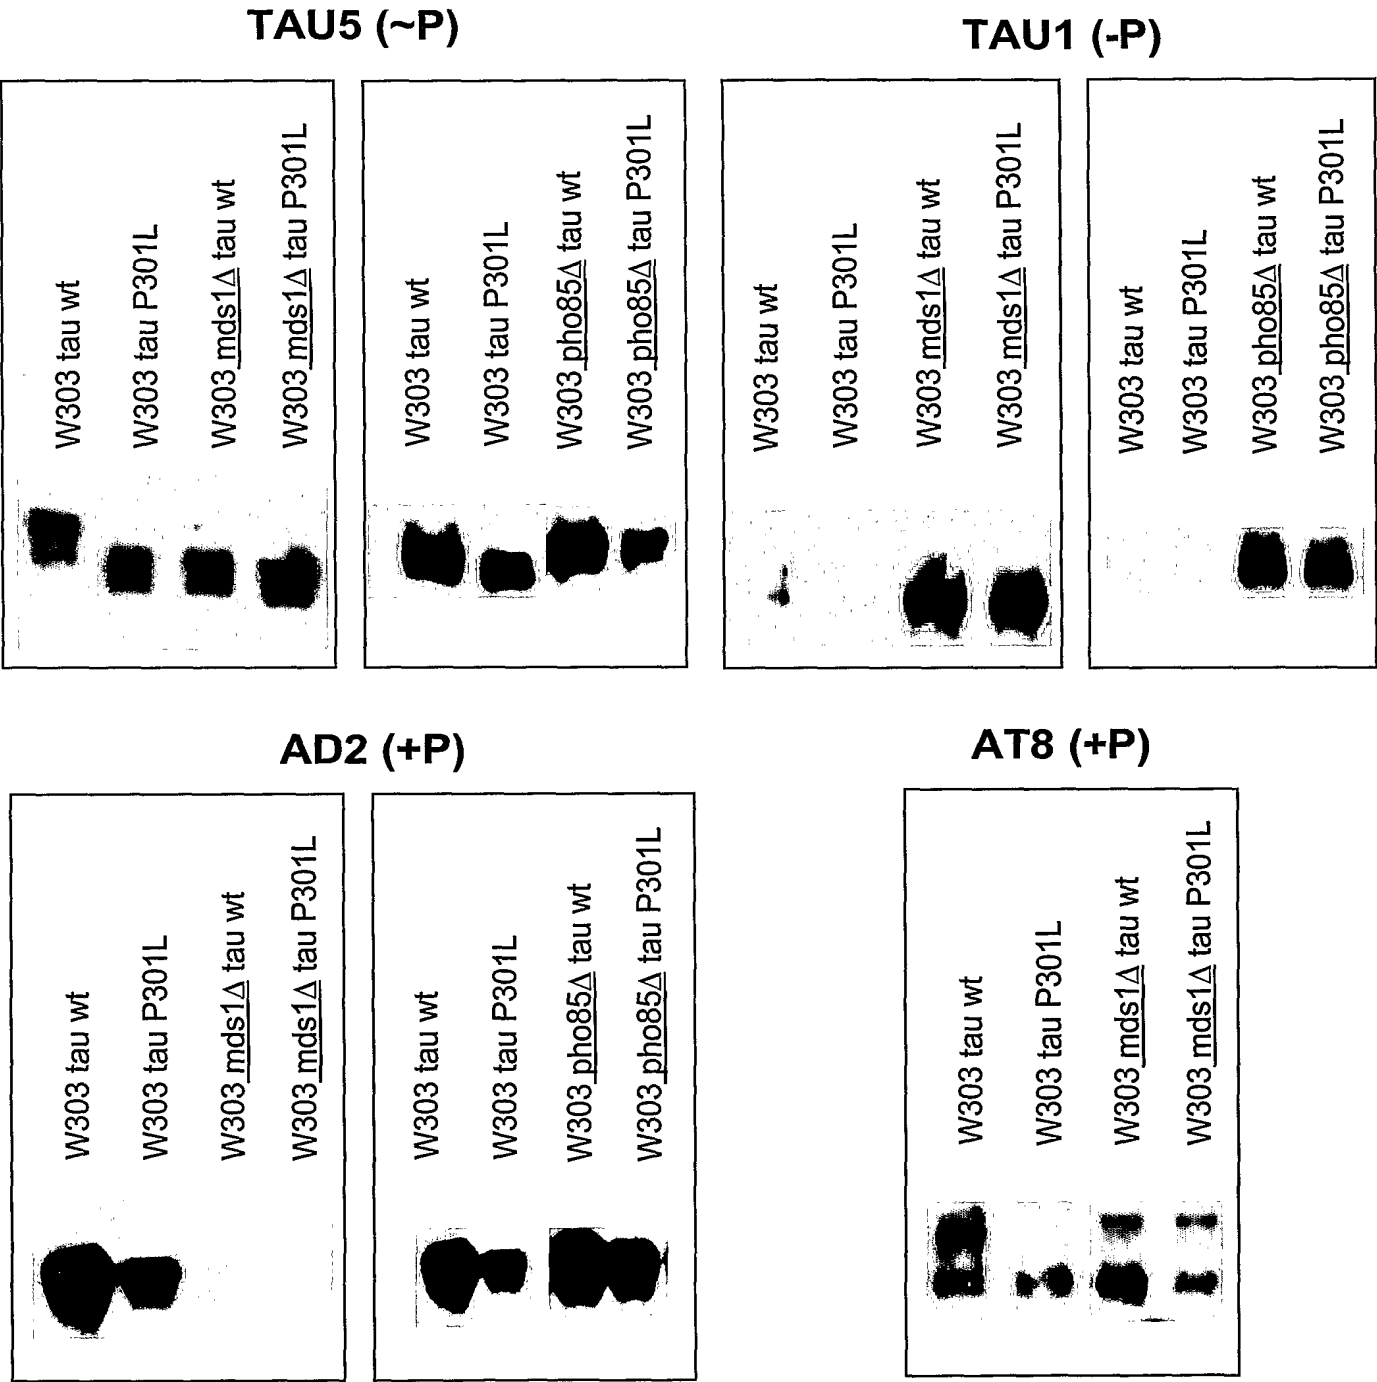 TAU5 (~P)
TAU1 (-P)
W303 tau wt
W303 tau P301L
W303 mds1Δ tau wt
W303 mds1Δ tau P301L
W303 tau wt
W303 tau P301L
W303 pho85Δ tau wt
W303 pho85Δ tau P301L
W303 tau wt
W303 tau P301L
W303 mds1Δ tau wt
W303 mds1Δ tau P301L
W303 tau wt
W303 tau P301L
W303 pho85Δ tau wt
W303 pho85Δ tau P301L
AD2 (+P)
AT8 (+P)
W303 tau wt
W303 tau P301L
W303 mds1Δ tau wt
W303 mds1Δ tau P301L
W303 tau wt
W303 tau P301L
W303 pho85Δ tau wt
W303 pho85Δ tau P301L
W303 tau wt
W303 tau P301L
W303 mds1Δ tau wt
W303 mds1Δ tau P301L